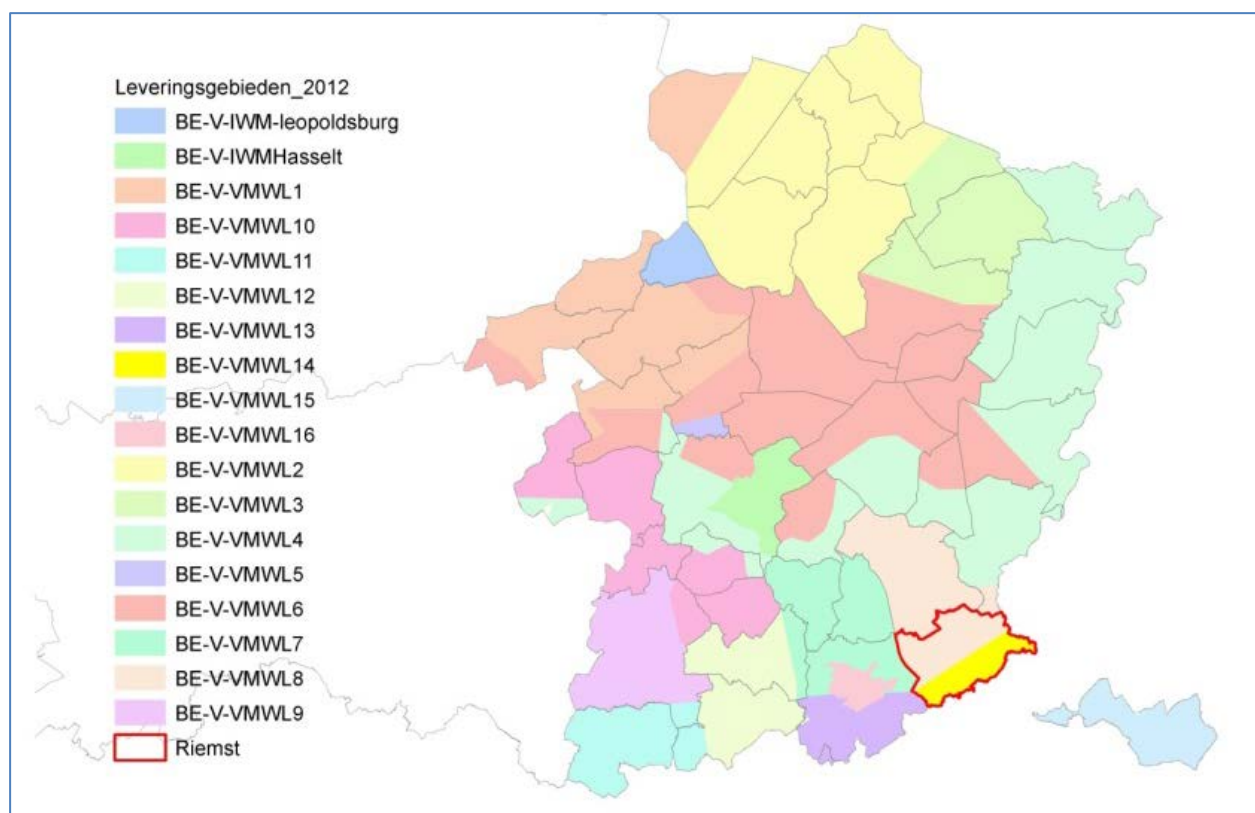 Leveringsgebieden_2012
BE-V-IWM-leopoldsburg
BE-V-IWMHasselt
BE-V-VMWL1
BE-V-VMWL10
BE-V-VMWL11
BE-V-VMWL12
BE-V-VMWL13
BE-V-VMWL14
BE-V-VMWL15
BE-V-VMWL16
BE-V-VMWL2
BE-V-VMWL3
BE-V-VMWL4
BE-V-VMWL5
BE-V-VMWL6
BE-V-VMWL7
BE-V-VMWL8
BE-V-VMWL9
Riemst